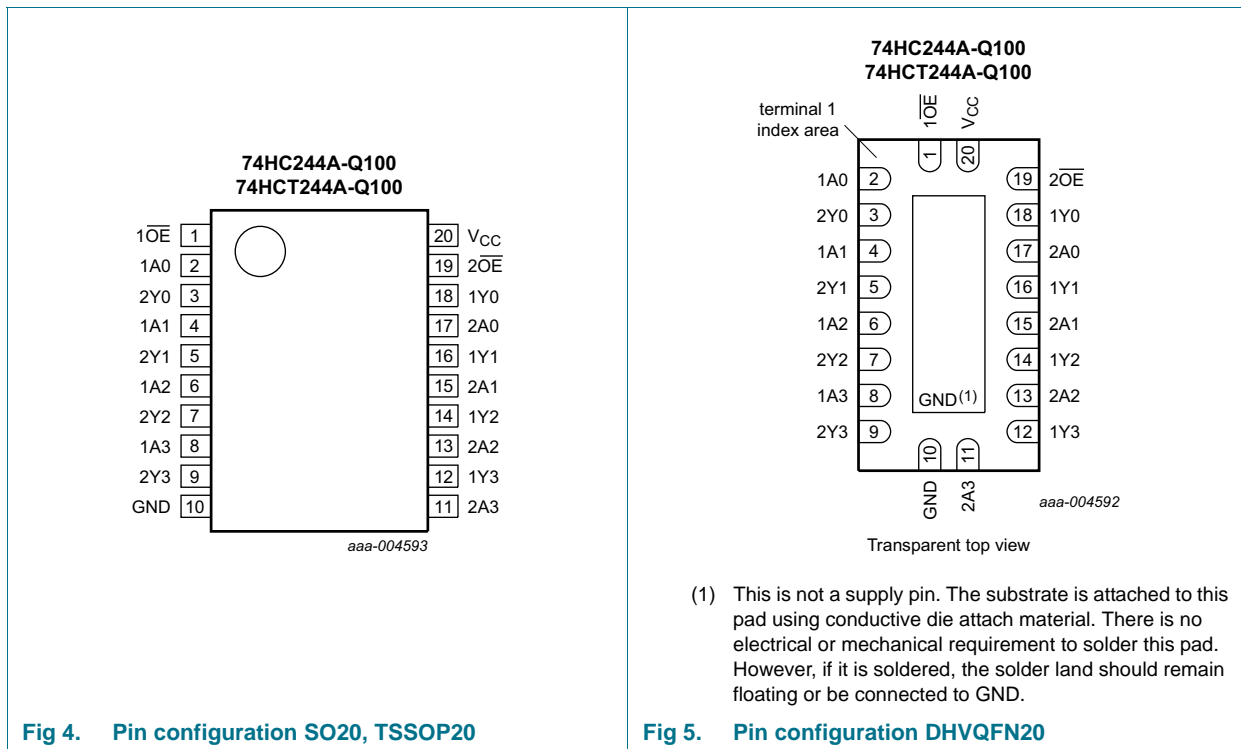 74HC244A-Q100
74HCT244A-Q100
1O̅E̅ 1
1A0 2
2Y0 3
1A1 4
2Y1 5
1A2 6
2Y2 7
1A3 8
2Y3 9
GND 10
20 VCC
19 2O̅E̅
18 1Y0
17 2A0
16 1Y1
15 2A1
14 1Y2
13 2A2
12 1Y3
11 2A3
aaa-004593
Fig 4. Pin configuration SO20, TSSOP20
74HC244A-Q100
74HCT244A-Q100
terminal 1
index area
1O̅E̅
VCC
1
20
1A0 2
2Y0 3
1A1 4
2Y1 5
1A2 6
2Y2 7
1A3 8
2Y3 9
19 2O̅E̅
18 1Y0
17 2A0
16 1Y1
15 2A1
14 1Y2
13 2A2
12 1Y3
GND(1)
10
11
GND
2A3
aaa-004592
Transparent top view
(1) This is not a supply pin. The substrate is attached to this
pad using conductive die attach material. There is no
electrical or mechanical requirement to solder this pad.
However, if it is soldered, the solder land should remain
floating or be connected to GND.
Fig 5. Pin configuration DHVQFN20